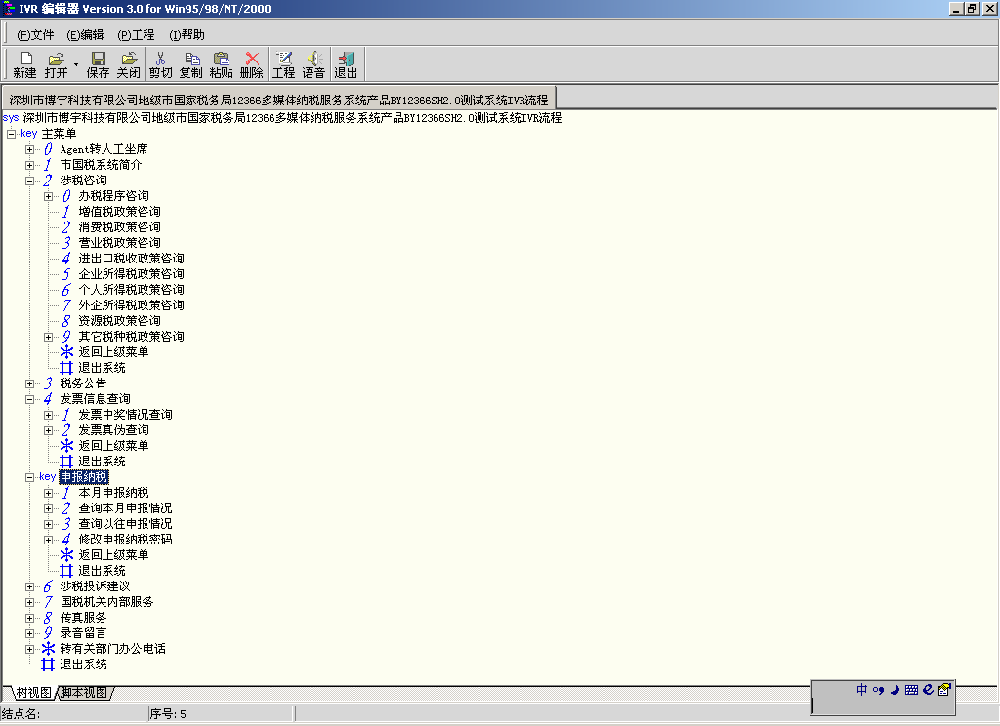 IVR 编辑器 Version 3.0 for Win95/98/NT/2000
(F)文件 (E)编辑 (P)工程 (I)帮助
新建 打开 保存 关闭 剪切 复制 粘贴 删除 工程 语音 退出
深圳市博宇科技有限公司地级市国家税务局12366多媒体纳税服务系统产品BY12366SH2.0测试系统IVR流程
sys 深圳市博宇科技有限公司地级市国家税务局12366多媒体纳税服务系统产品BY12366SH2.0测试系统IVR流程
key 主菜单
0 Agent转人工坐席
1 市国税系统简介
2 涉税咨询
0 办税程序咨询
1 增值税政策咨询
2 消费税政策咨询
3 营业税政策咨询
4 进出口税收政策咨询
5 企业所得税政策咨询
6 个人所得税政策咨询
7 外企所得税政策咨询
8 资源税政策咨询
9 其它税种税政策咨询
* 返回上级菜单
# 退出系统
3 税务公告
4 发票信息查询
1 发票中奖情况查询
2 发票真伪查询
* 返回上级菜单
# 退出系统
key 申报纳税
1 本月申报纳税
2 查询本月申报情况
3 查询以往申报情况
4 修改申报纳税密码
* 返回上级菜单
# 退出系统
6 涉税投诉建议
7 国税机关内部服务
8 传真服务
9 录音留言
* 转有关部门办公电话
# 退出系统
树视图 脚本视图
中
结点名: 序号: 5